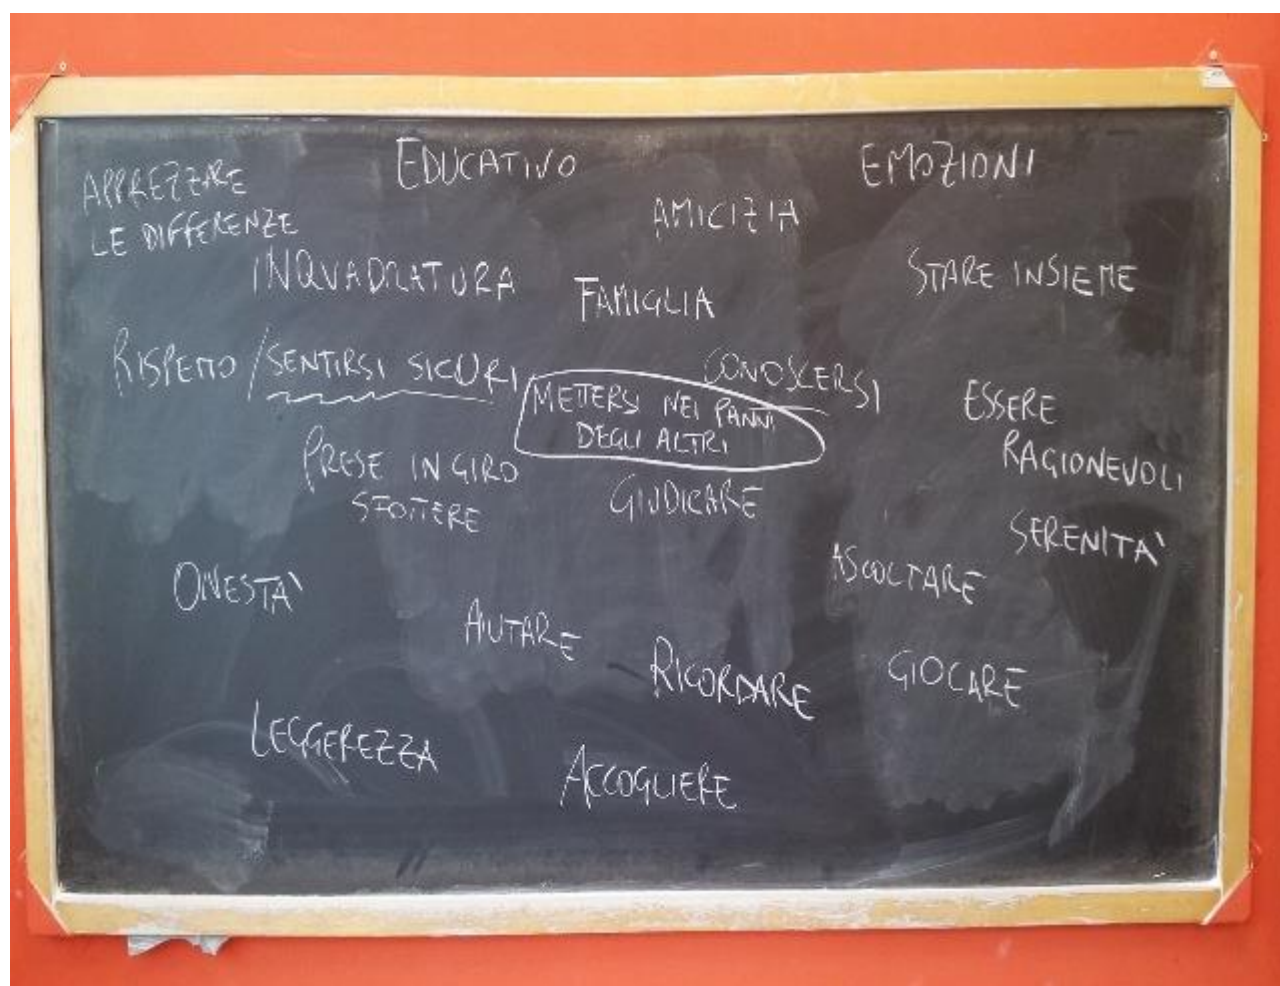 EDUCATIVO
EMOZIONI
APPREZZARE
LE DIFFERENZE
AMICIZIA
INQUADRATURA
FAMIGLIA
STARE INSIEME
RISPETTO / SENTIRSI SICURI
CONOSCERSI
METTERSI NEI PANNI
DEGLI ALTRI
ESSERE
RAGIONEVOLI
PRESE IN GIRO
SFOTTERE
GIUDICARE
SERENITA'
ONESTA'
ASCOLTARE
AIUTARE
RICORDARE
GIOCARE
LEGGEREZZA
ACCOGLIERE